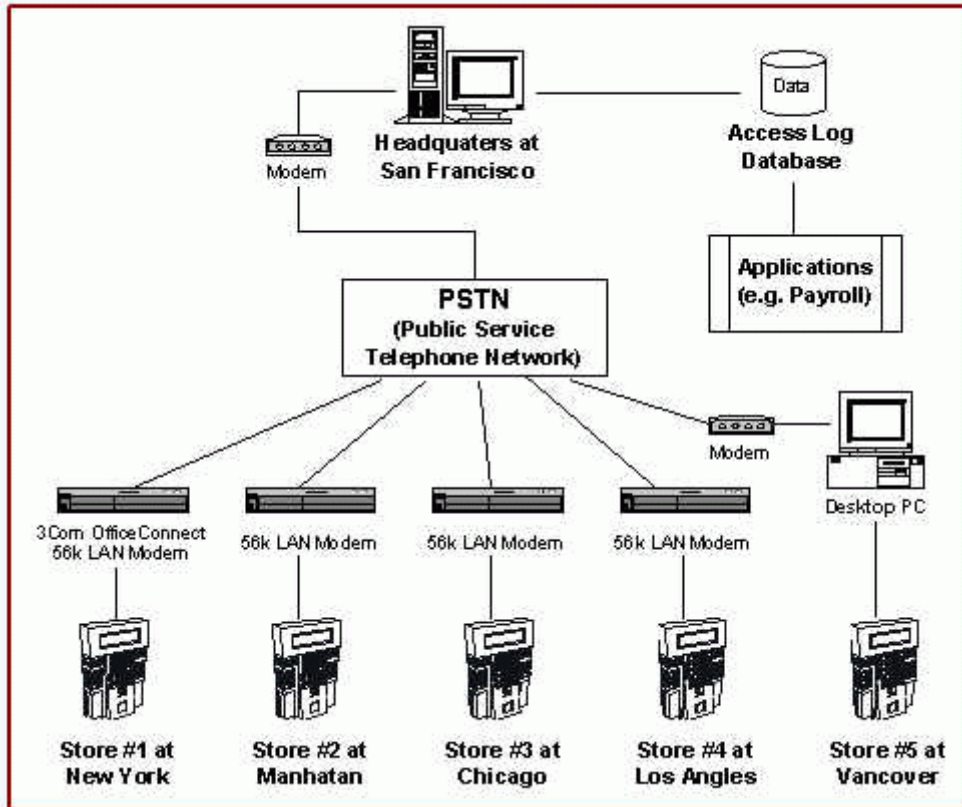 Data
Headquaters at
San Francisco
Access Log
Database
Modem
Applications
(e.g. Payroll)
PSTN
(Public Service
Telephone Network)
Modem
Desktop PC
3Com OfficeConnect
56k LAN Modem
56k LAN Modem
56k LAN Modem
56k LAN Modem
Store #1 at
New York
Store #2 at
Manhatan
Store #3 at
Chicago
Store #4 at
Los Angles
Store #5 at
Vancover